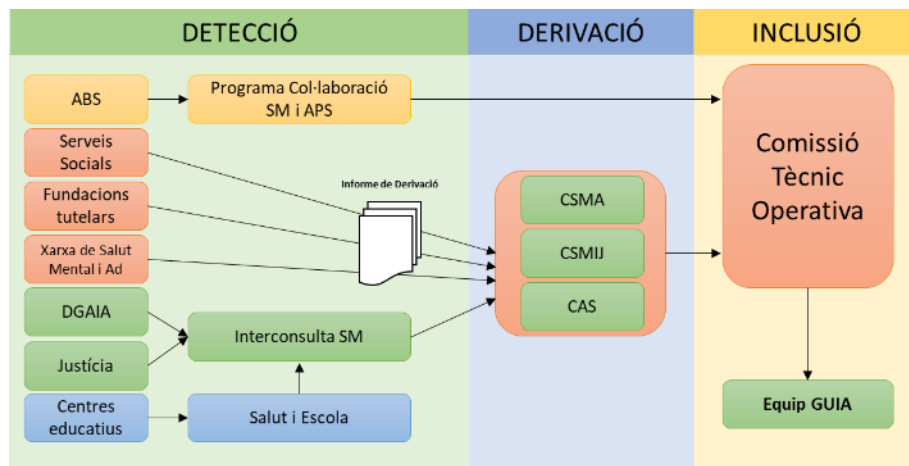 DETECCIÓ
DERIVACIÓ
INCLUSIÓ
ABS
Programa Col·laboració
SM i APS
Serveis
Socials
Fundacions
tutelars
Xarxa de Salut
Mental i Ad
DGAIA
Justícia
Centres
educatius
Informe de Derivació
Interconsulta SM
Salut i Escola
CSMA
CSMIJ
CAS
Comissió
Tècnic
Operativa
Equip GUIA